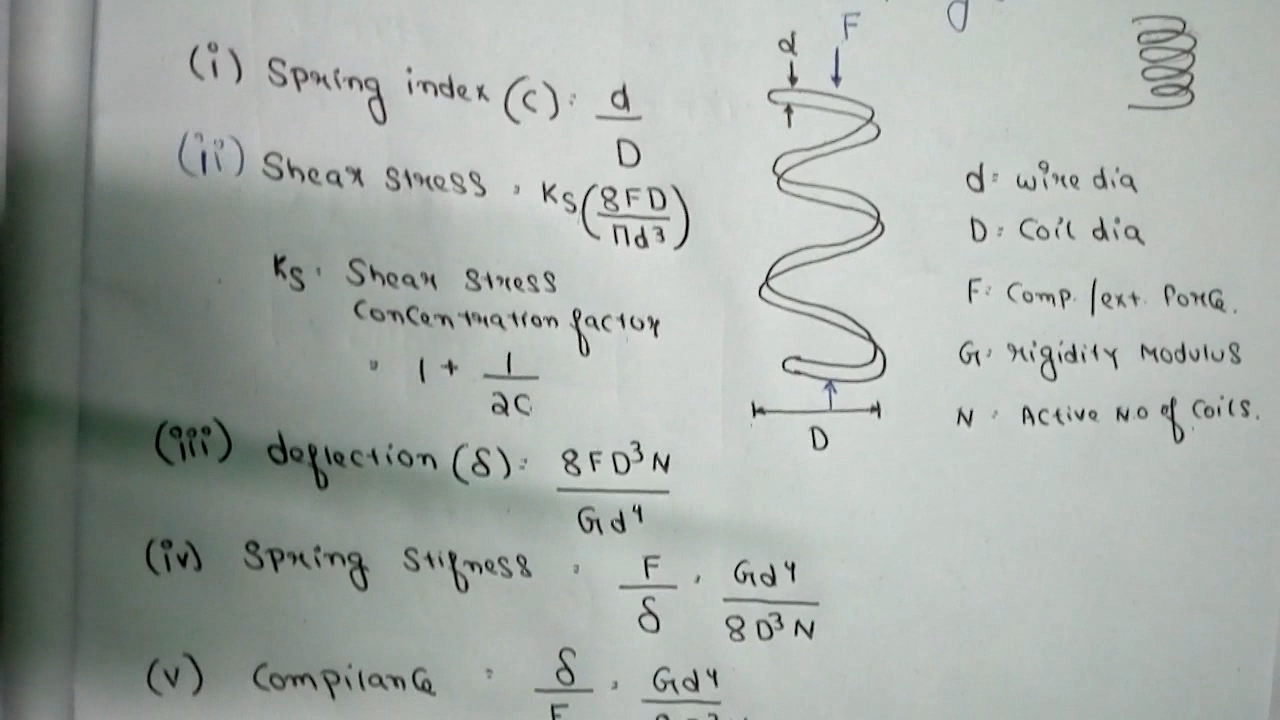 (i) Spring index (C) = d/D
(ii) Shear stress = Ks(8FD/πd³)
Ks = Shear stress
concentration factor
= 1 + 1/2C
(iii) deflection (δ) = 8FD³N/Gd⁴
(iv) Spring stifness = F/δ = Gd⁴/8D³N
(v) Compilance = δ/F = Gd⁴
d
F
D
d = wire dia
D = Coil dia
F = Comp. /ext. Force.
G = rigidity Modulus
N = Active No of Coils.